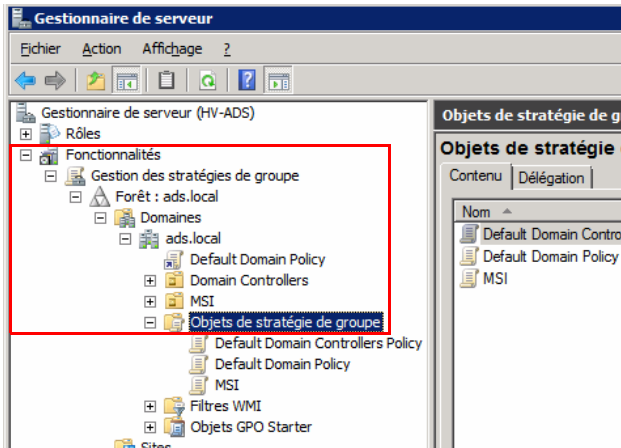 Gestionnaire de serveur
Fichier Action Affichage ?
Gestionnaire de serveur (HV-ADS)
Rôles
Fonctionnalités
Gestion des stratégies de groupe
Forêt : ads.local
Domaines
ads.local
Default Domain Policy
Domain Controllers
MSI
Objets de stratégie de groupe
Default Domain Controllers Policy
Default Domain Policy
MSI
Filtres WMI
Objets GPO Starter
Sites
Objets de stratégie de g
Objets de stratégie
Contenu Délégation
Nom
Default Domain Contro
Default Domain Policy
MSI